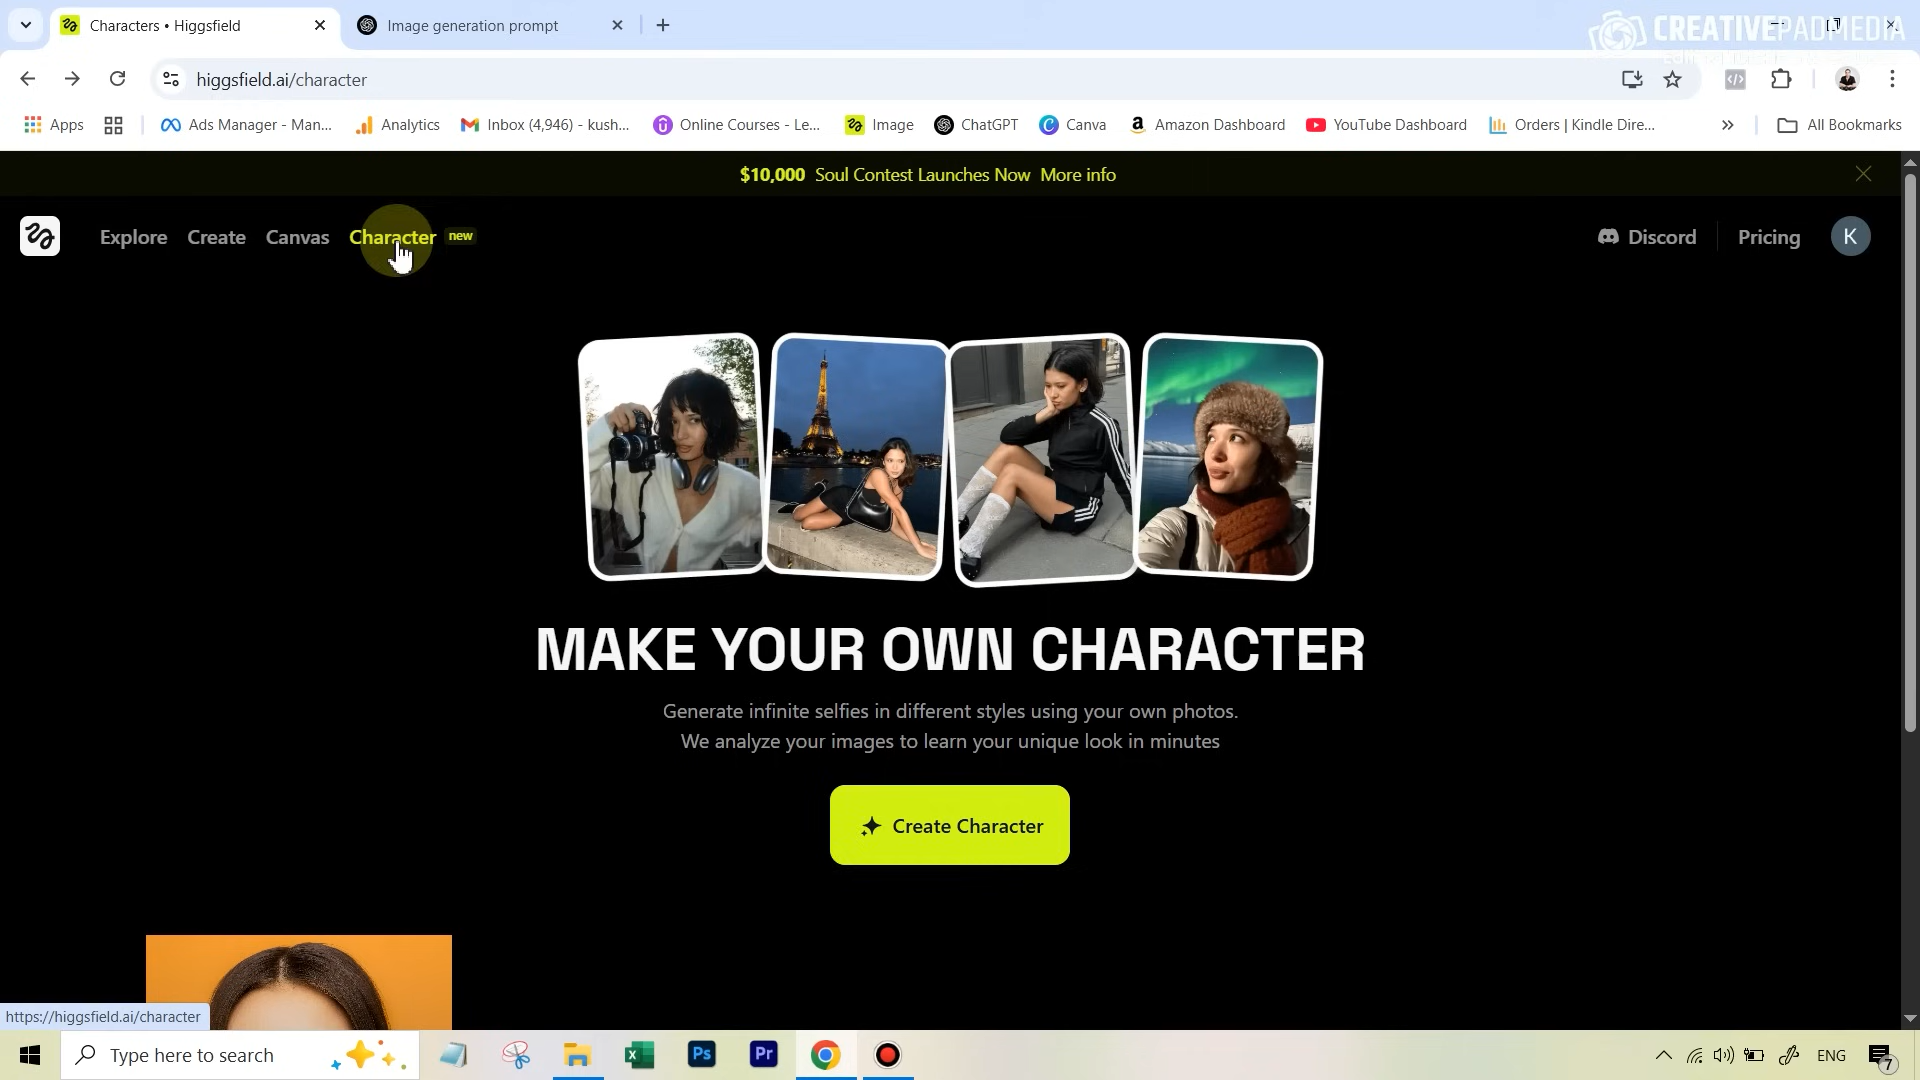 Characters • Higgsfield
Image generation prompt
CREATIVEPADMEDIA
higgsfield.ai/character
Apps
Ads Manager - Man...
Analytics
Inbox (4,946) - kush...
Online Courses - Le...
Image
ChatGPT
Canva
Amazon Dashboard
YouTube Dashboard
Orders | Kindle Dire...
All Bookmarks
$10,000 Soul Contest Launches Now More info
Explore
Create
Canvas
Character
new
Discord
Pricing
K
MAKE YOUR OWN CHARACTER
Generate infinite selfies in different styles using your own photos.
We analyze your images to learn your unique look in minutes
Create Character
https://higgsfield.ai/character
Type here to search
Ps
Pr
ENG
7